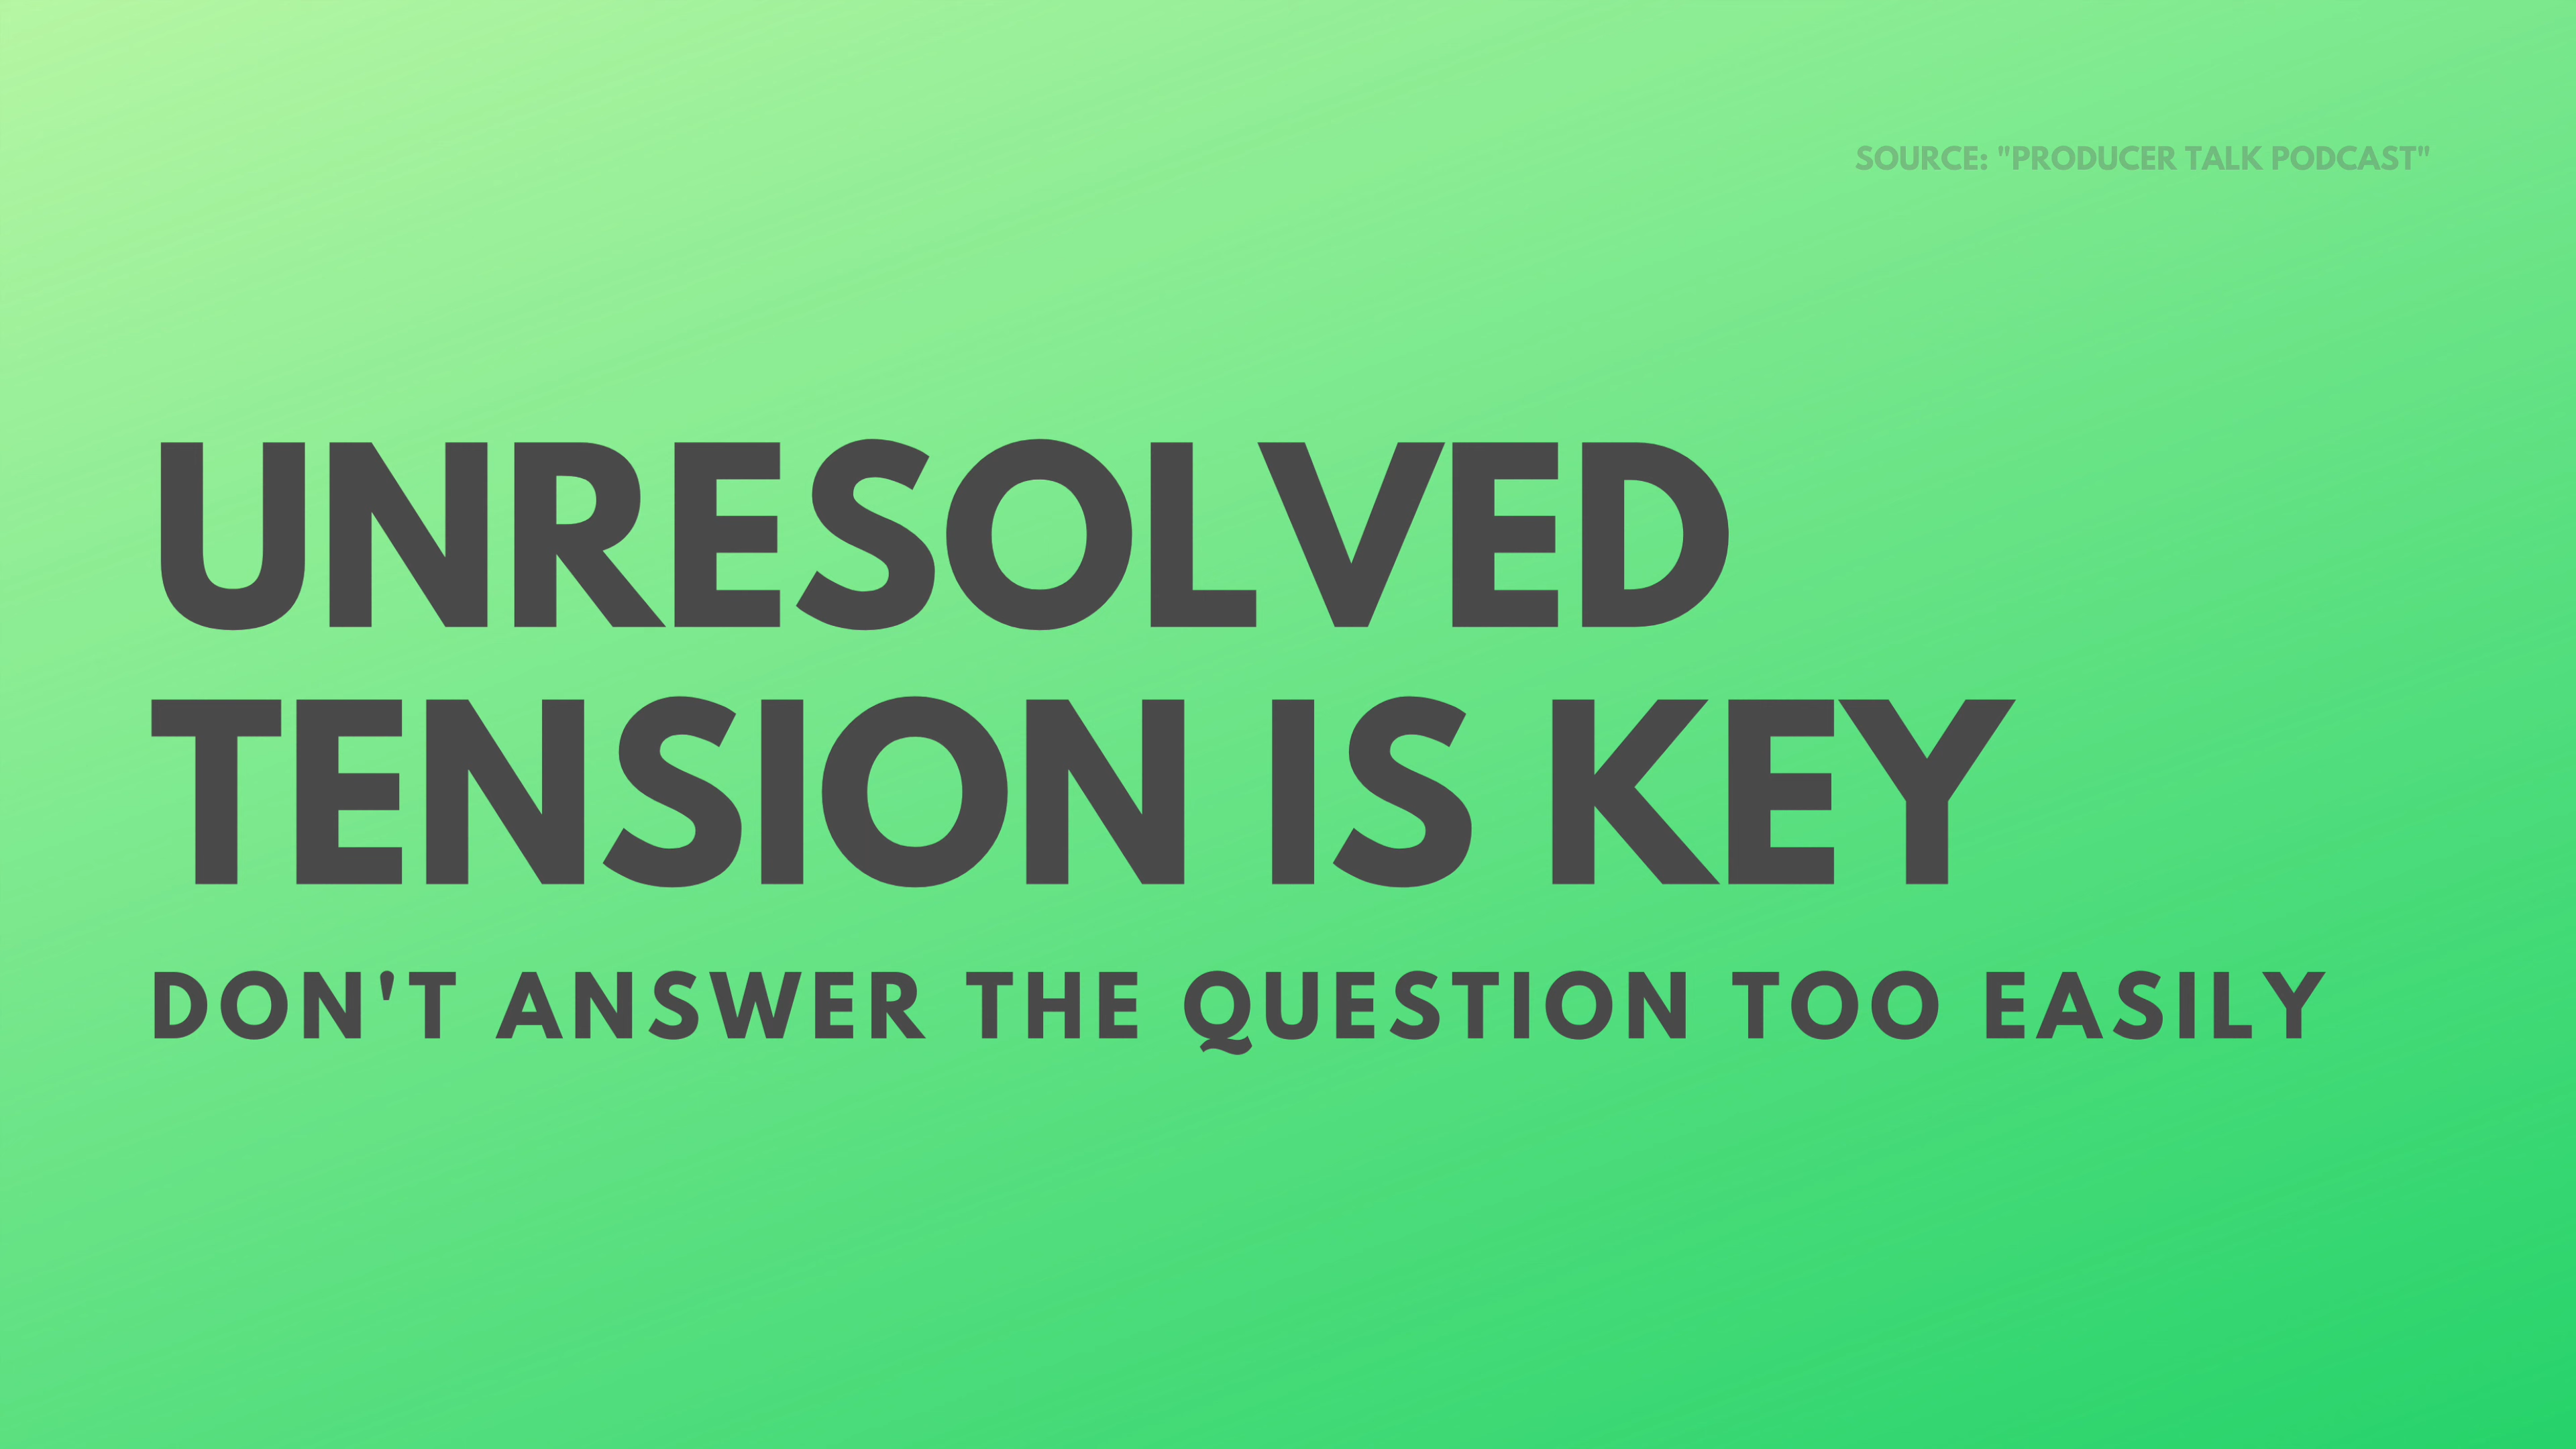 SOURCE: "PRODUCER TALK PODCAST"
UNRESOLVED
TENSION IS KEY
DON'T ANSWER THE QUESTION TOO EASILY